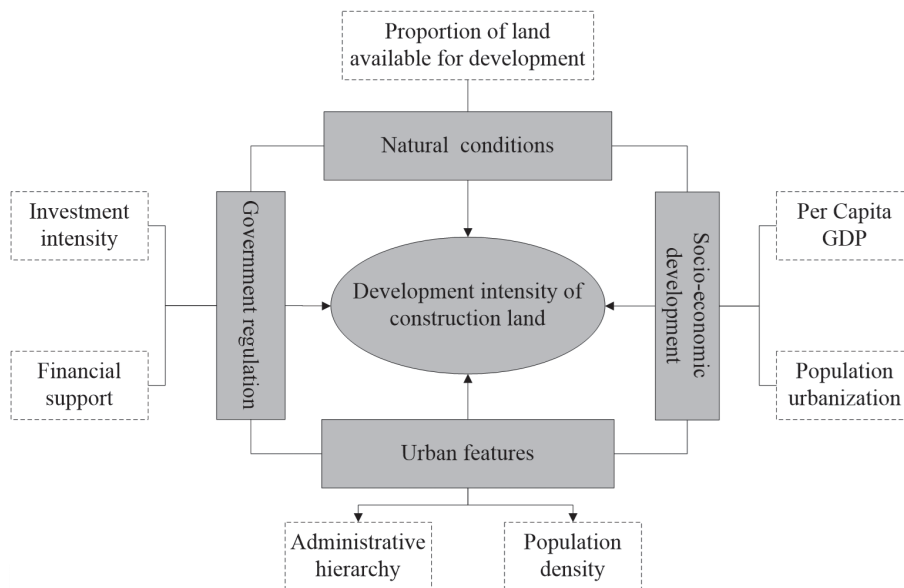 Proportion of land
available for development
Natural conditions
Investment
intensity
Government regulation
Socio-economic
development
Per Capita
GDP
Development intensity of
construction land
Financial
support
Population
urbanization
Urban features
Administrative
hierarchy
Population
density